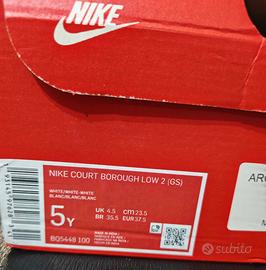 NIKE
NIKE COURT BOROUGH LOW 2 (GS)
WHITE/WHITE-WHITE
BLANC/BLANC/BLANC
5Y
UK 4.5 CM 23.5
BR 35.5 EUR 37.5
BQ5448 100
MADE IN INDIA
subito